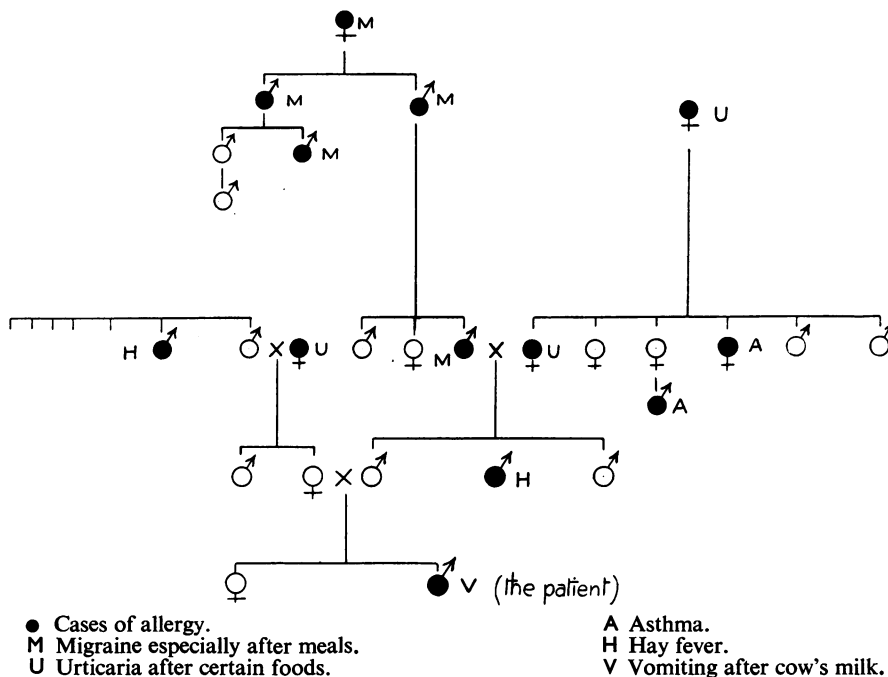 M
M M
U
M
H X U M X U A
A
X H
V (the patient)
● Cases of allergy.
M Migraine especially after meals.
U Urticaria after certain foods.
A Asthma.
H Hay fever.
V Vomiting after cow's milk.